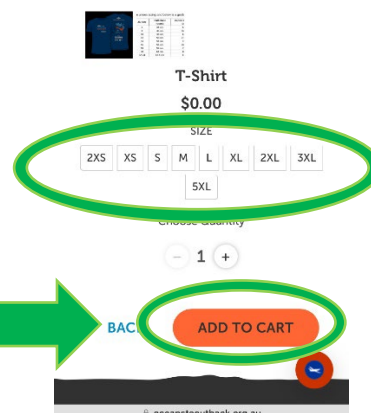 T-Shirt
$0.00
SIZE
2XS XS S M L XL 2XL 3XL
5XL
Choose Quantity
− 1 +
BAC
ADD TO CART